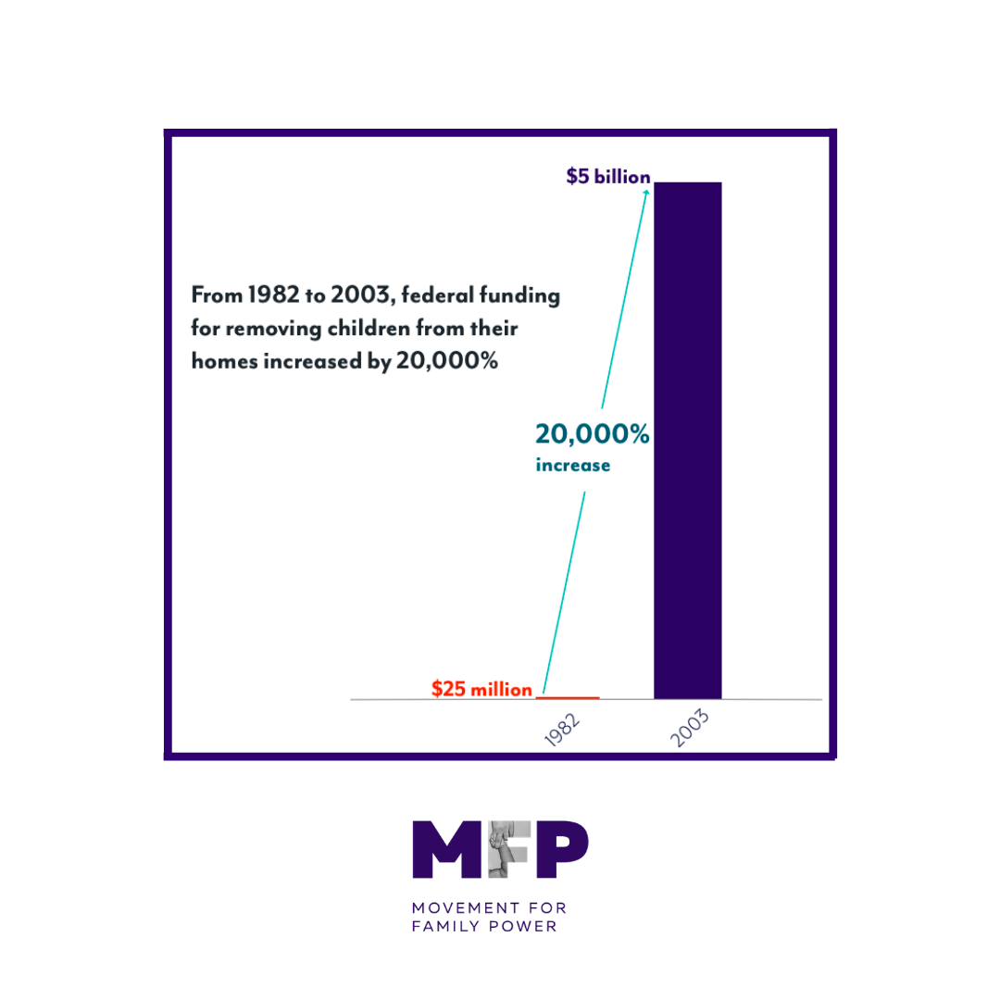 $5 billion
From 1982 to 2003, federal funding
for removing children from their
homes increased by 20,000%
20,000%
increase
$25 million
1982
2003
MFP
MOVEMENT FOR
FAMILY POWER